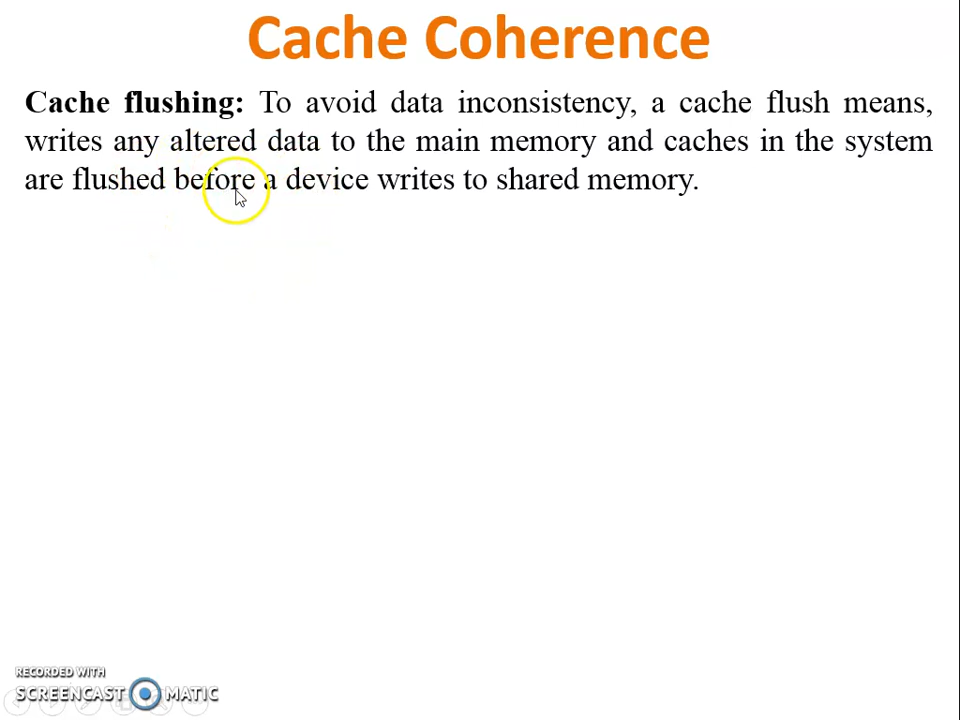 Cache Coherence
Cache flushing: To avoid data inconsistency, a cache flush means,
writes any altered data to the main memory and caches in the system
are flushed before a device writes to shared memory.
RECORDED WITH
SCREENCAST MATIC